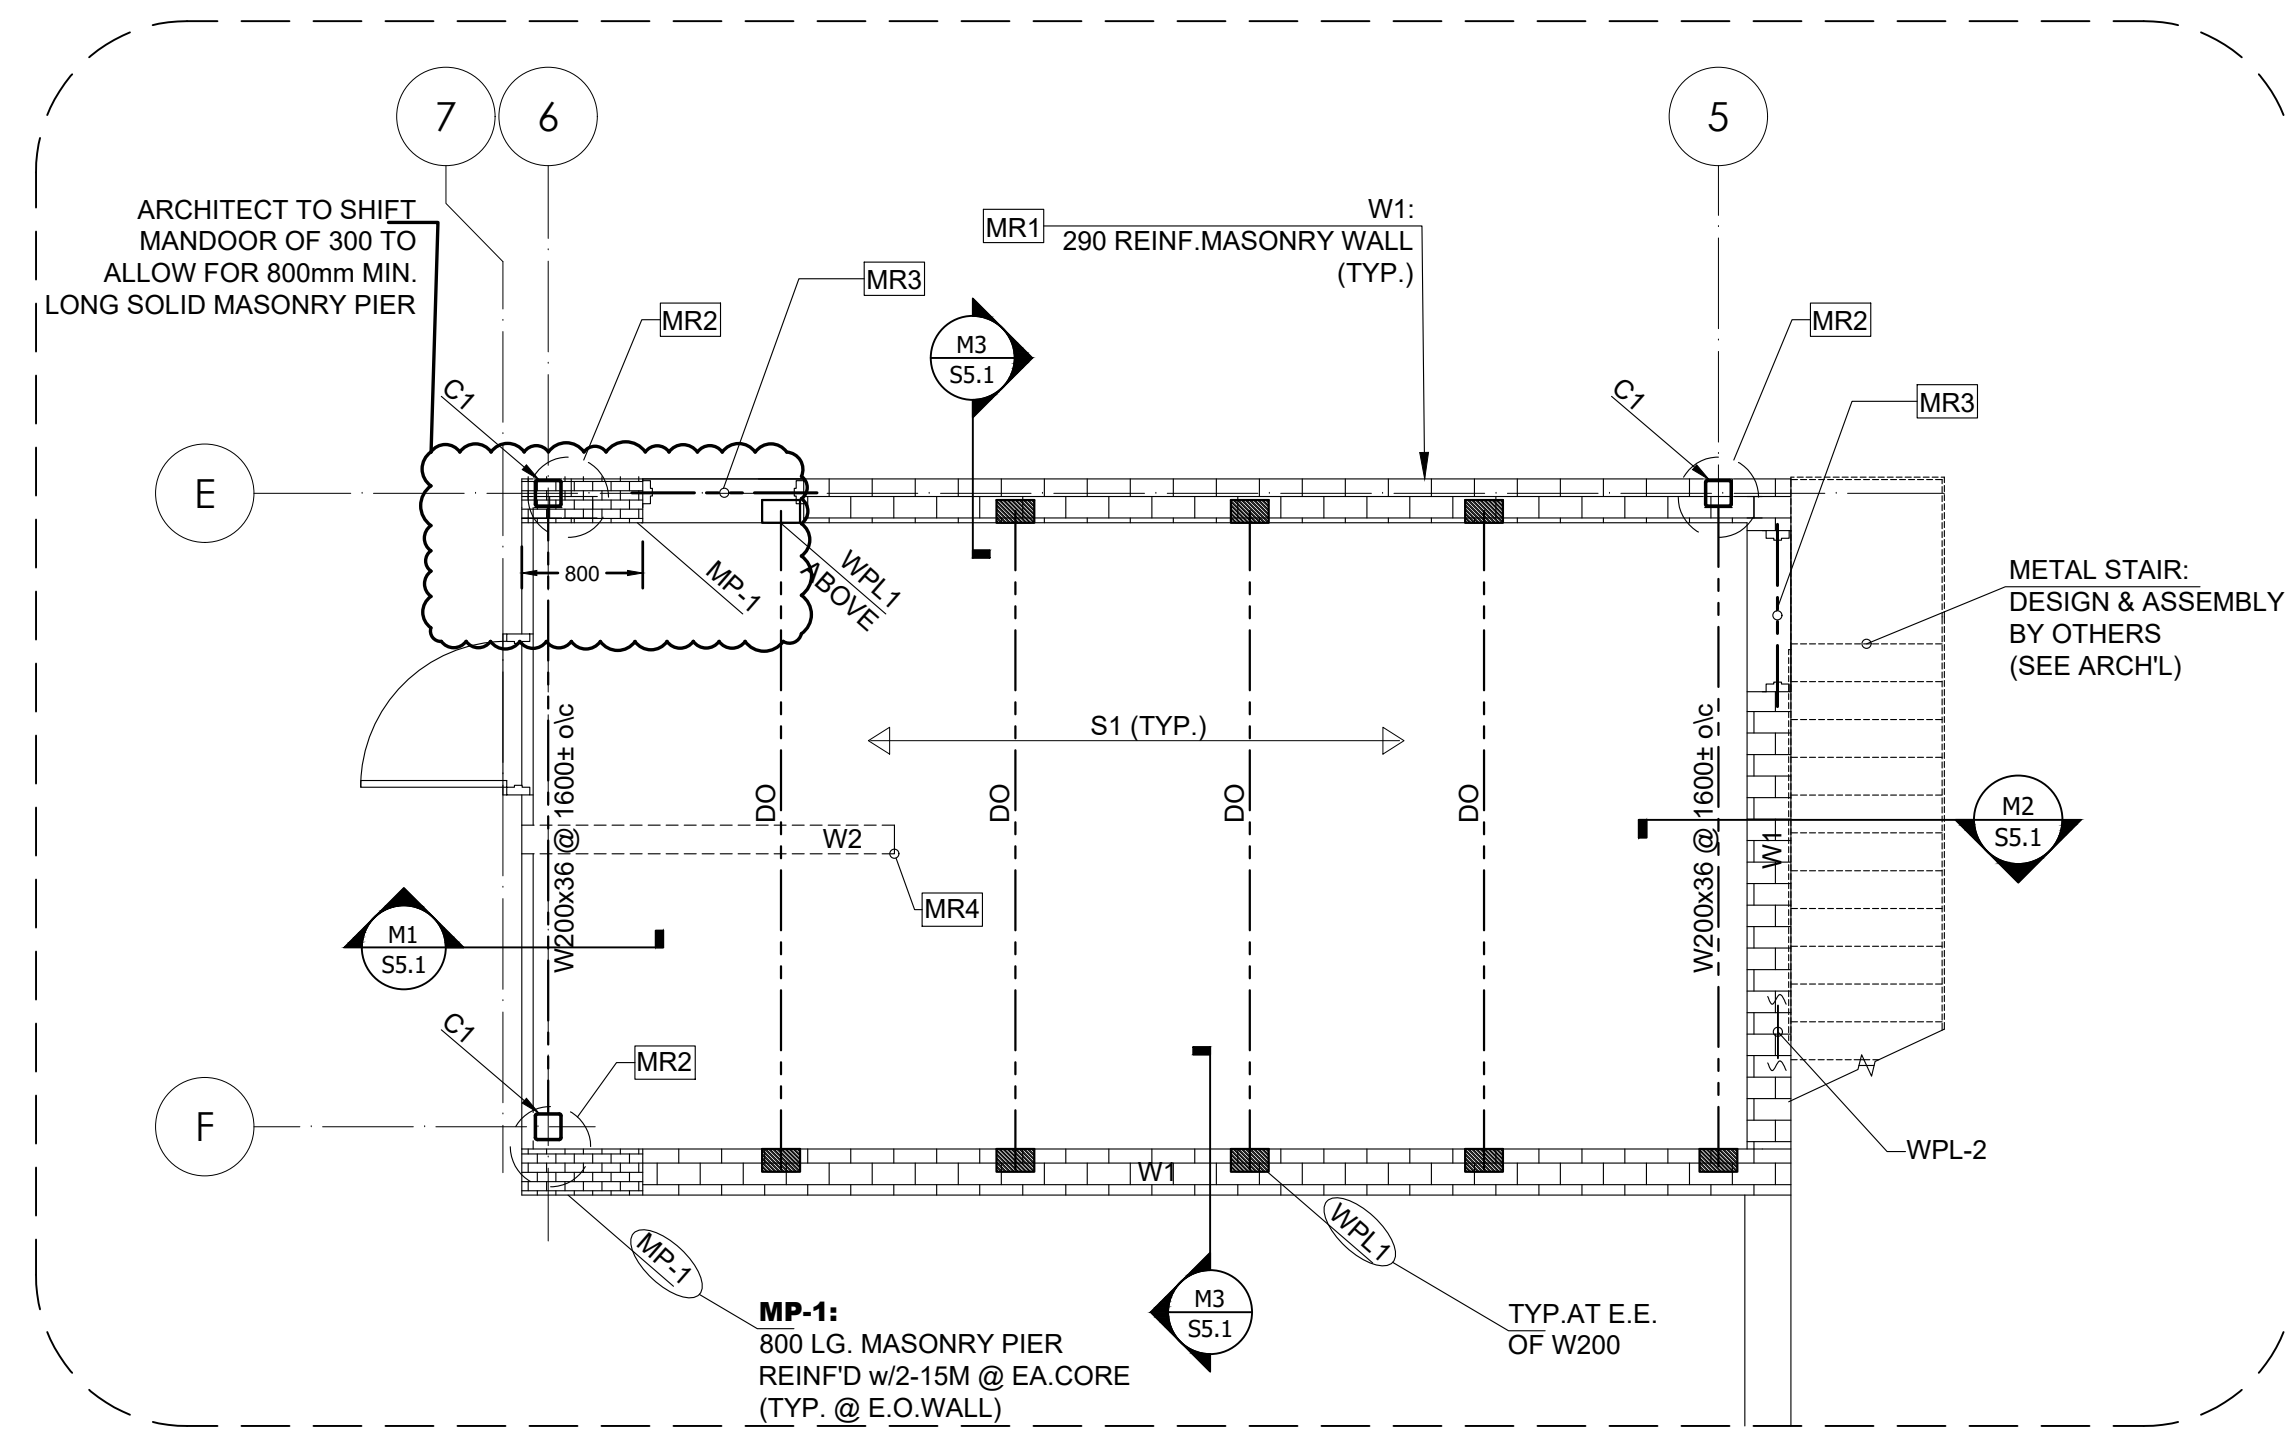 7
6
5
ARCHITECT TO SHIFT
MANDOOR OF 300 TO
ALLOW FOR 800mm MIN.
LONG SOLID MASONRY PIER
MR1
W1:
290 REINF.MASONRY WALL
(TYP.)
MR3
MR2
M3
S5.1
MR2
C1
C1
MR3
E
800
MP-1
WPL1
ABOVE
METAL STAIR:
DESIGN & ASSEMBLY
BY OTHERS
(SEE ARCH'L)
S1 (TYP.)
W200x36 @ 1600± o\c
DO
DO
DO
DO
W200x36 @ 1600± o\c
W1
M2
S5.1
W2
MR4
M1
S5.1
C1
MR2
F
W1
WPL-2
MP-1
WPL1
MP-1:
800 LG. MASONRY PIER
REINF'D w/2-15M @ EA.CORE
(TYP. @ E.O.WALL)
M3
S5.1
TYP.AT E.E.
OF W200